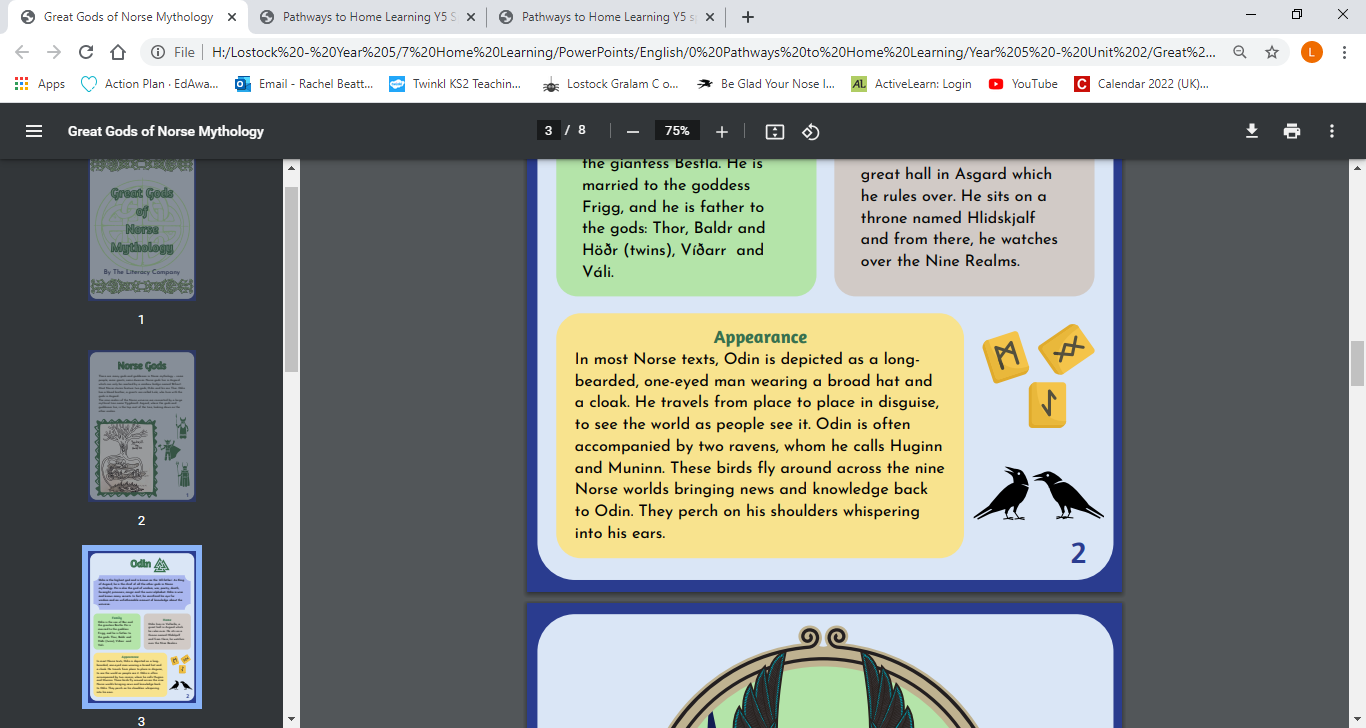 Great Gods of Norse Mythology
Pathways to Home Learning Y5 S
Pathways to Home Learning Y5 s
File
H:/Lostock%20-%20Year%205/7%20Home%20Learning/PowerPoints/English/0%20Pathways%20to%20Home%20Learning/Year%205%20-%20Unit%202/Great%2...
L
Apps
Action Plan · EdAwa...
Email - Rachel Beatt...
Twinkl KS2 Teachin...
Lostock Gralam C o...
Be Glad Your Nose I...
ActiveLearn: Login
YouTube
Calendar 2022 (UK)...
Great Gods of Norse Mythology
3 / 8
75%
Great Gods
of
Norse
Mythology
By The Literacy Company
1
Norse Gods
2
Odin
Appearance
2
3
the giantess Bestla. He is
married to the goddess
Frigg, and he is father to
the gods: Thor, Baldr and
Höðr (twins), Víðarr and
Váli.
great hall in Asgard which
he rules over. He sits on a
throne named Hlidskjalf
and from there, he watches
over the Nine Realms.
Appearance
In most Norse texts, Odin is depicted as a long-
bearded, one-eyed man wearing a broad hat and
a cloak. He travels from place to place in disguise,
to see the world as people see it. Odin is often
accompanied by two ravens, whom he calls Huginn
and Muninn. These birds fly around across the nine
Norse worlds bringing news and knowledge back
to Odin. They perch on his shoulders whispering
into his ears.
2